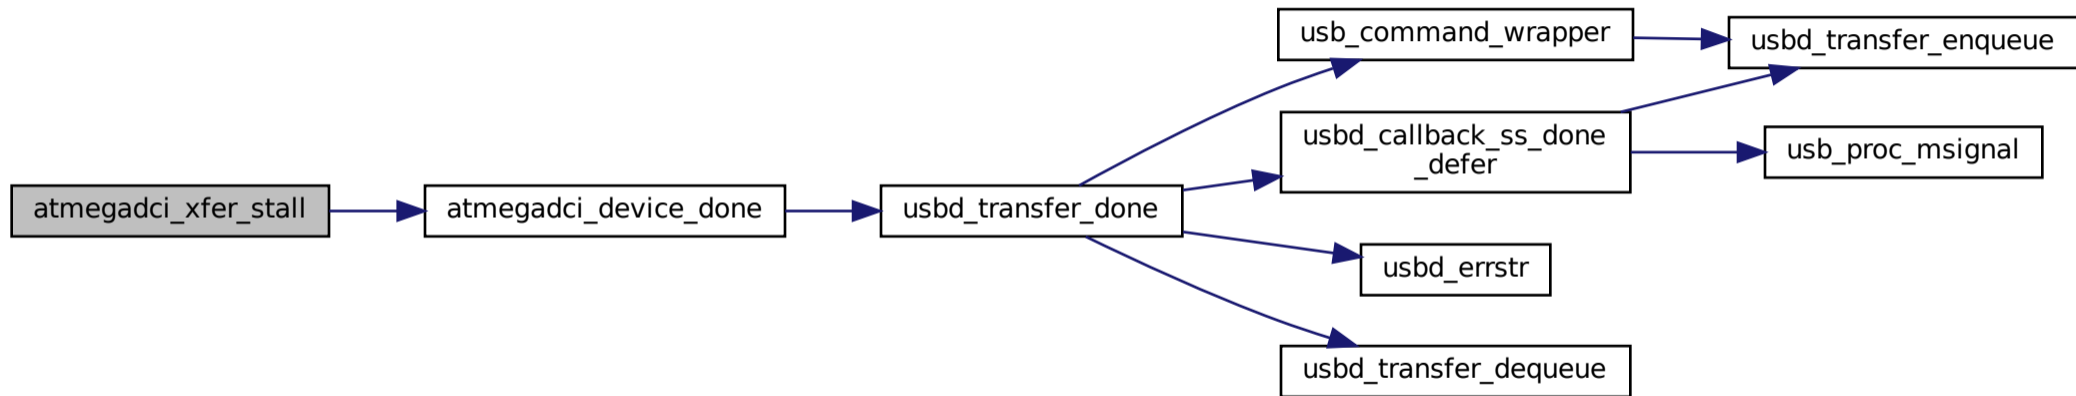 atmegadci_xfer_stall
atmegadci_device_done
usbd_transfer_done
usb_command_wrapper
usbd_callback_ss_done
_defer
usbd_errstr
usbd_transfer_dequeue
usbd_transfer_enqueue
usb_proc_msignal